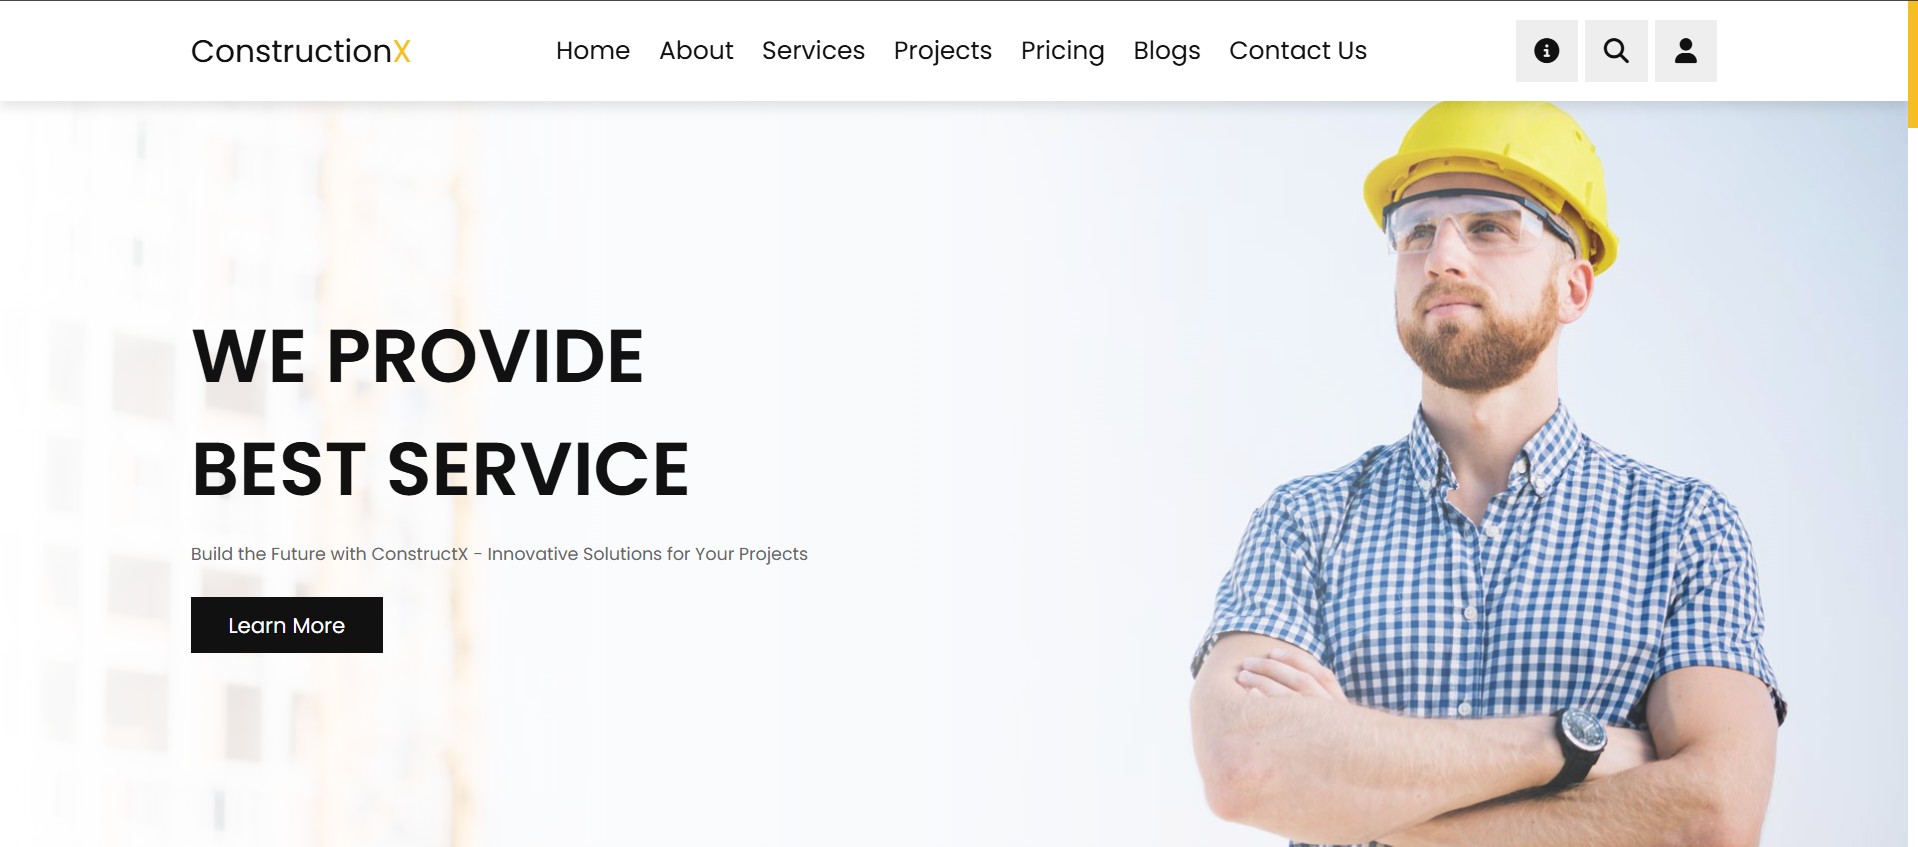 ConstructionX Home About Services Projects Pricing Blogs Contact Us
WE PROVIDE
BEST SERVICE
Build the Future with ConstructX - Innovative Solutions for Your Projects
Learn More